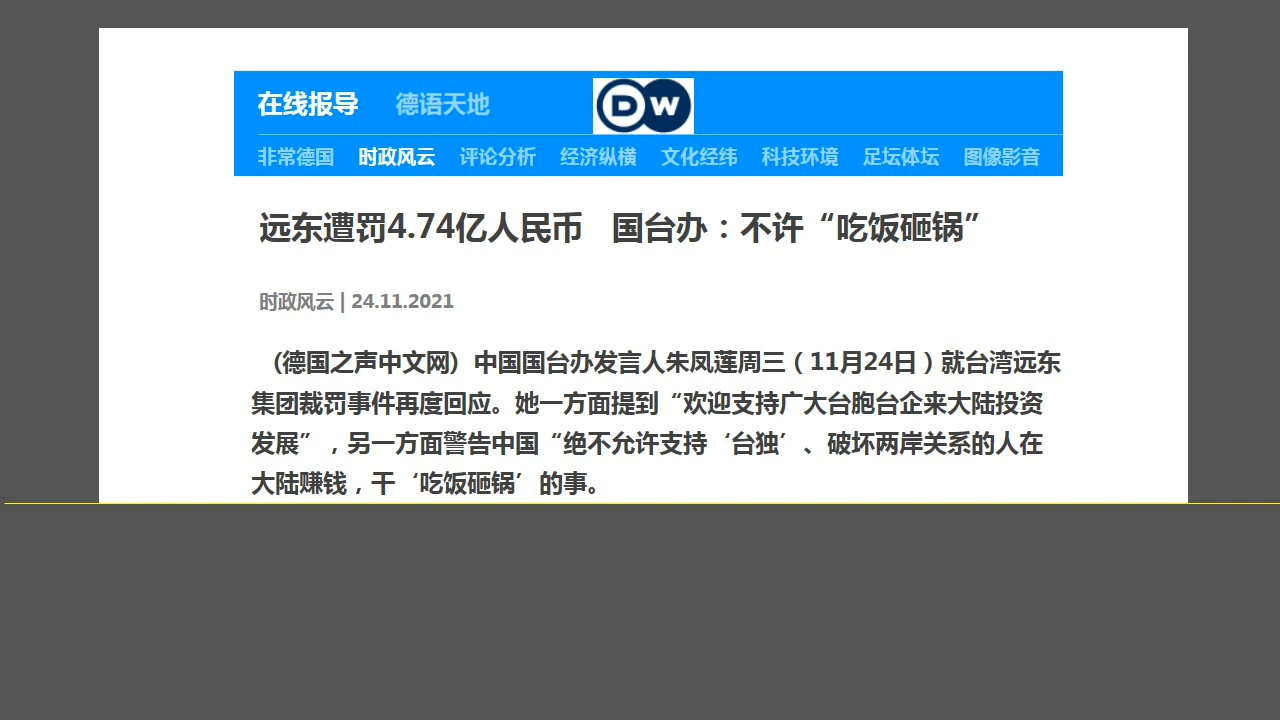 在线报导 德语天地 DW
非常德国 时政风云 评论分析 经济纵横 文化经纬 科技环境 足坛体坛 图像影音
远东遭罚4.74亿人民币 国台办：不许“吃饭砸锅”
时政风云 | 24.11.2021
（德国之声中文网）中国国台办发言人朱凤莲周三（11月24日）就台湾远东
集团裁罚事件再度回应。她一方面提到“欢迎支持广大台胞台企来大陆投资
发展”，另一方面警告中国“绝不允许支持‘台独’、破坏两岸关系的人在
大陆赚钱，干‘吃饭砸锅’的事。